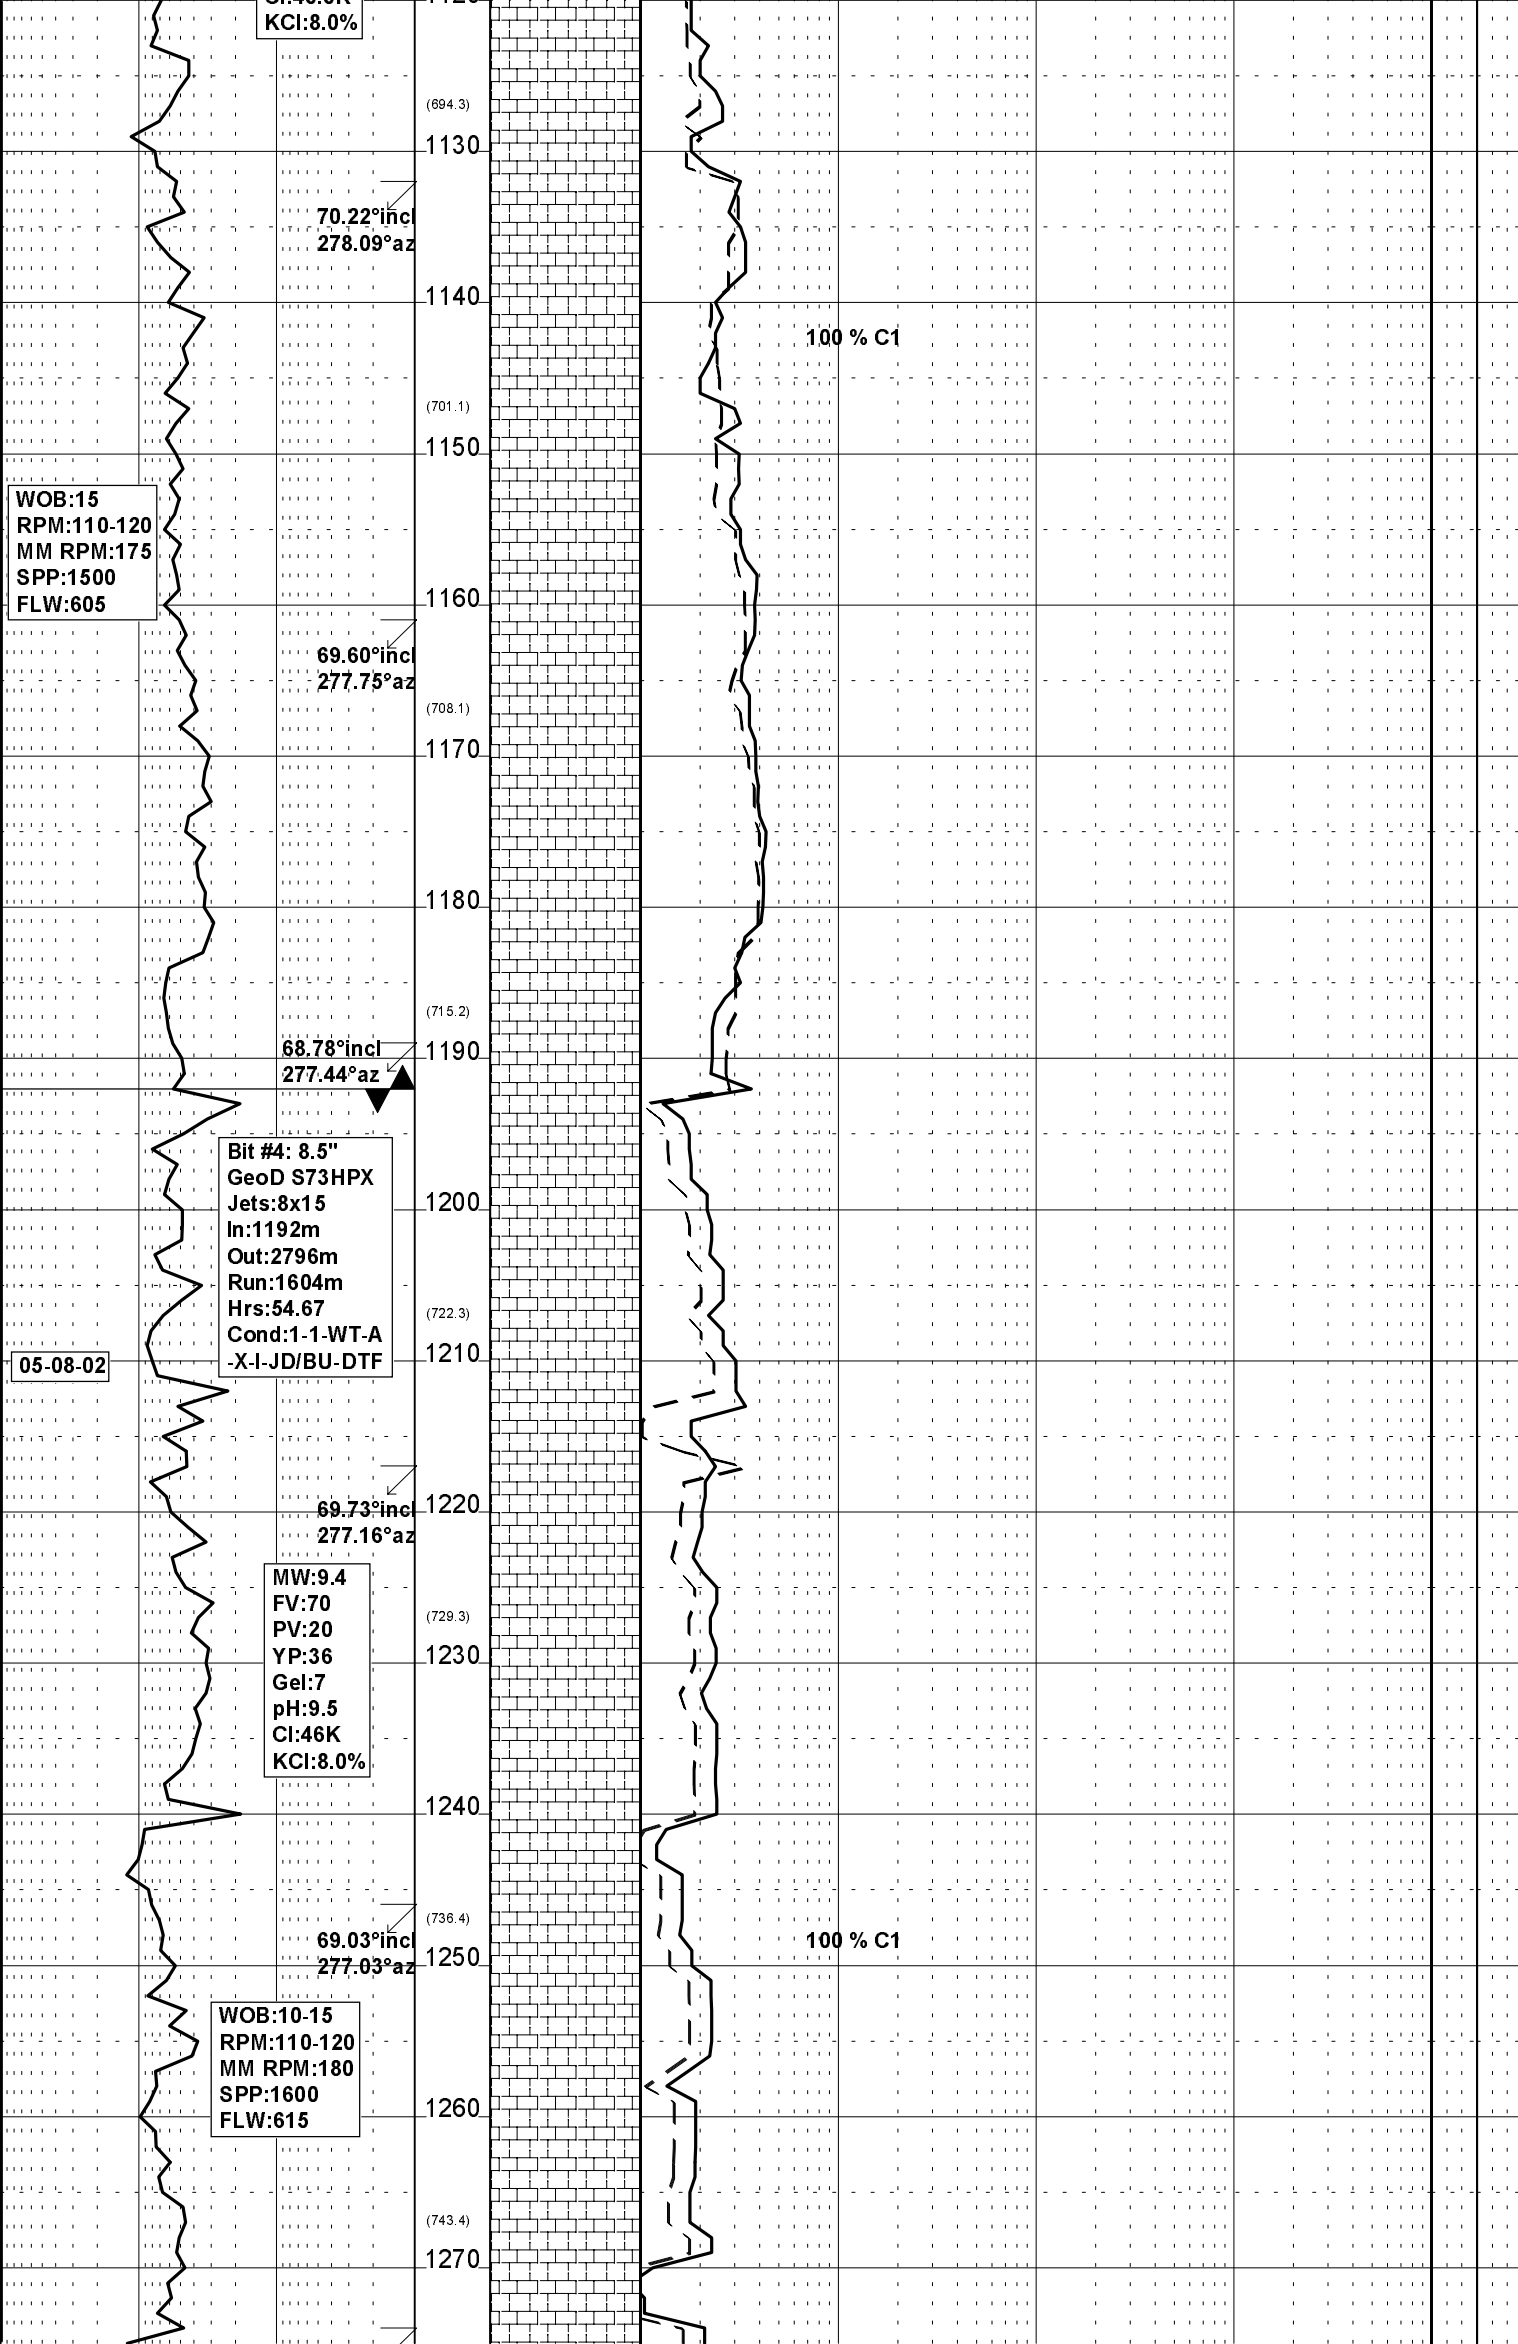 KCl:8.0%
(694.3)
1130
70.22°incl
278.09°az
1140
100 % C1
(701.1)
1150
WOB:15
RPM:110-120
MM RPM:175
SPP:1500
FLW:605
1160
69.60°incl
277.75°az
(708.1)
1170
1180
(715.2)
68.78°incl
277.44°az
1190
Bit #4: 8.5"
GeoD S73HPX
Jets:8x15
In:1192m
Out:2796m
Run:1604m
Hrs:54.67
Cond:1-1-WT-A
-X-I-JD/BU-DTF
1200
(722.3)
1210
05-08-02
69.73°incl
277.16°az
1220
MW:9.4
FV:70
PV:20
YP:36
Gel:7
pH:9.5
Cl:46K
KCl:8.0%
(729.3)
1230
1240
(736.4)
69.03°incl
277.03°az
1250
100 % C1
WOB:10-15
RPM:110-120
MM RPM:180
SPP:1600
FLW:615
1260
(743.4)
1270